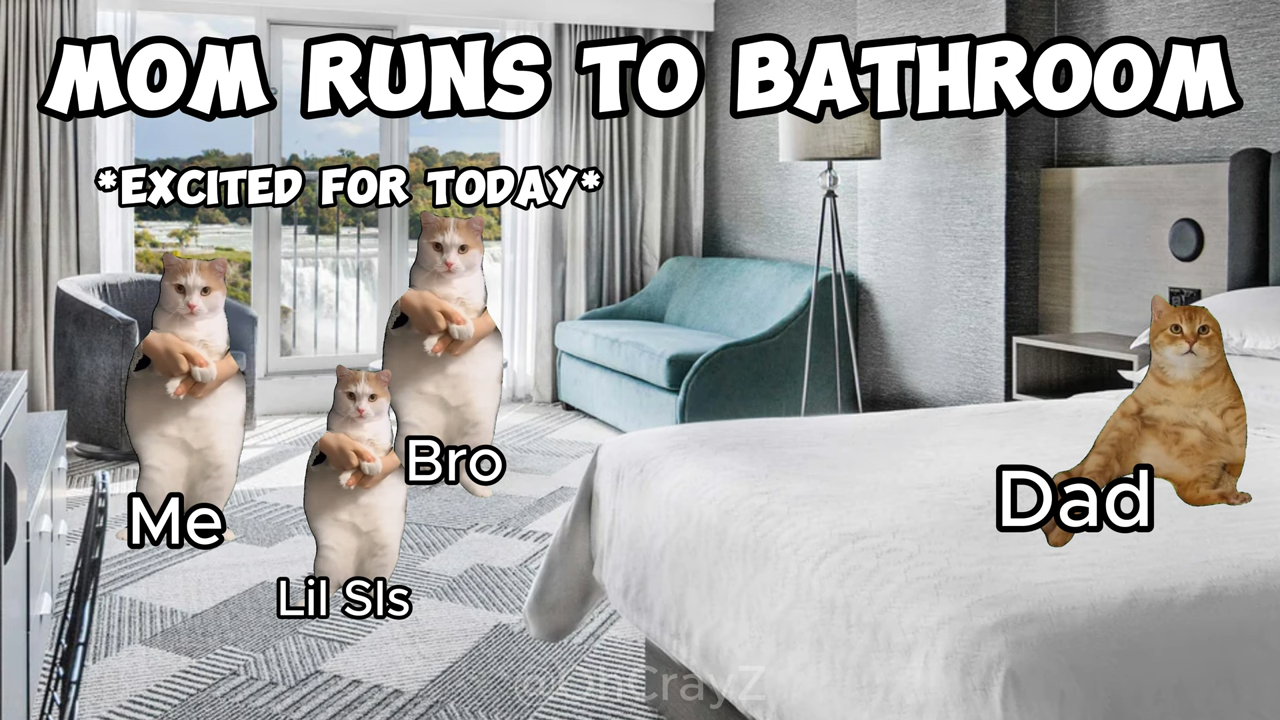 MOM RUNS TO BATHROOM
*EXCITED FOR TODAY*
Bro
Me
Dad
Lil SIs